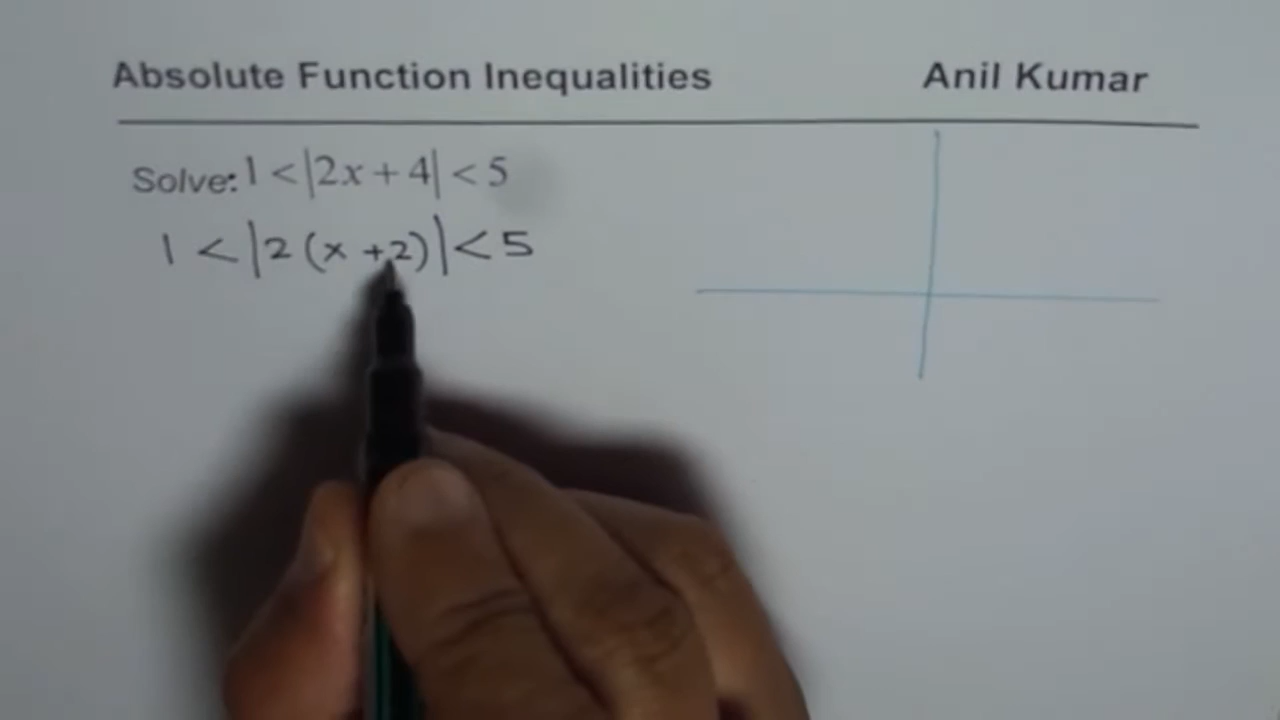 Absolute Function Inequalities Anil Kumar
Solve: 1 < |2x + 4| < 5
1 < |2 (x +2)| < 5